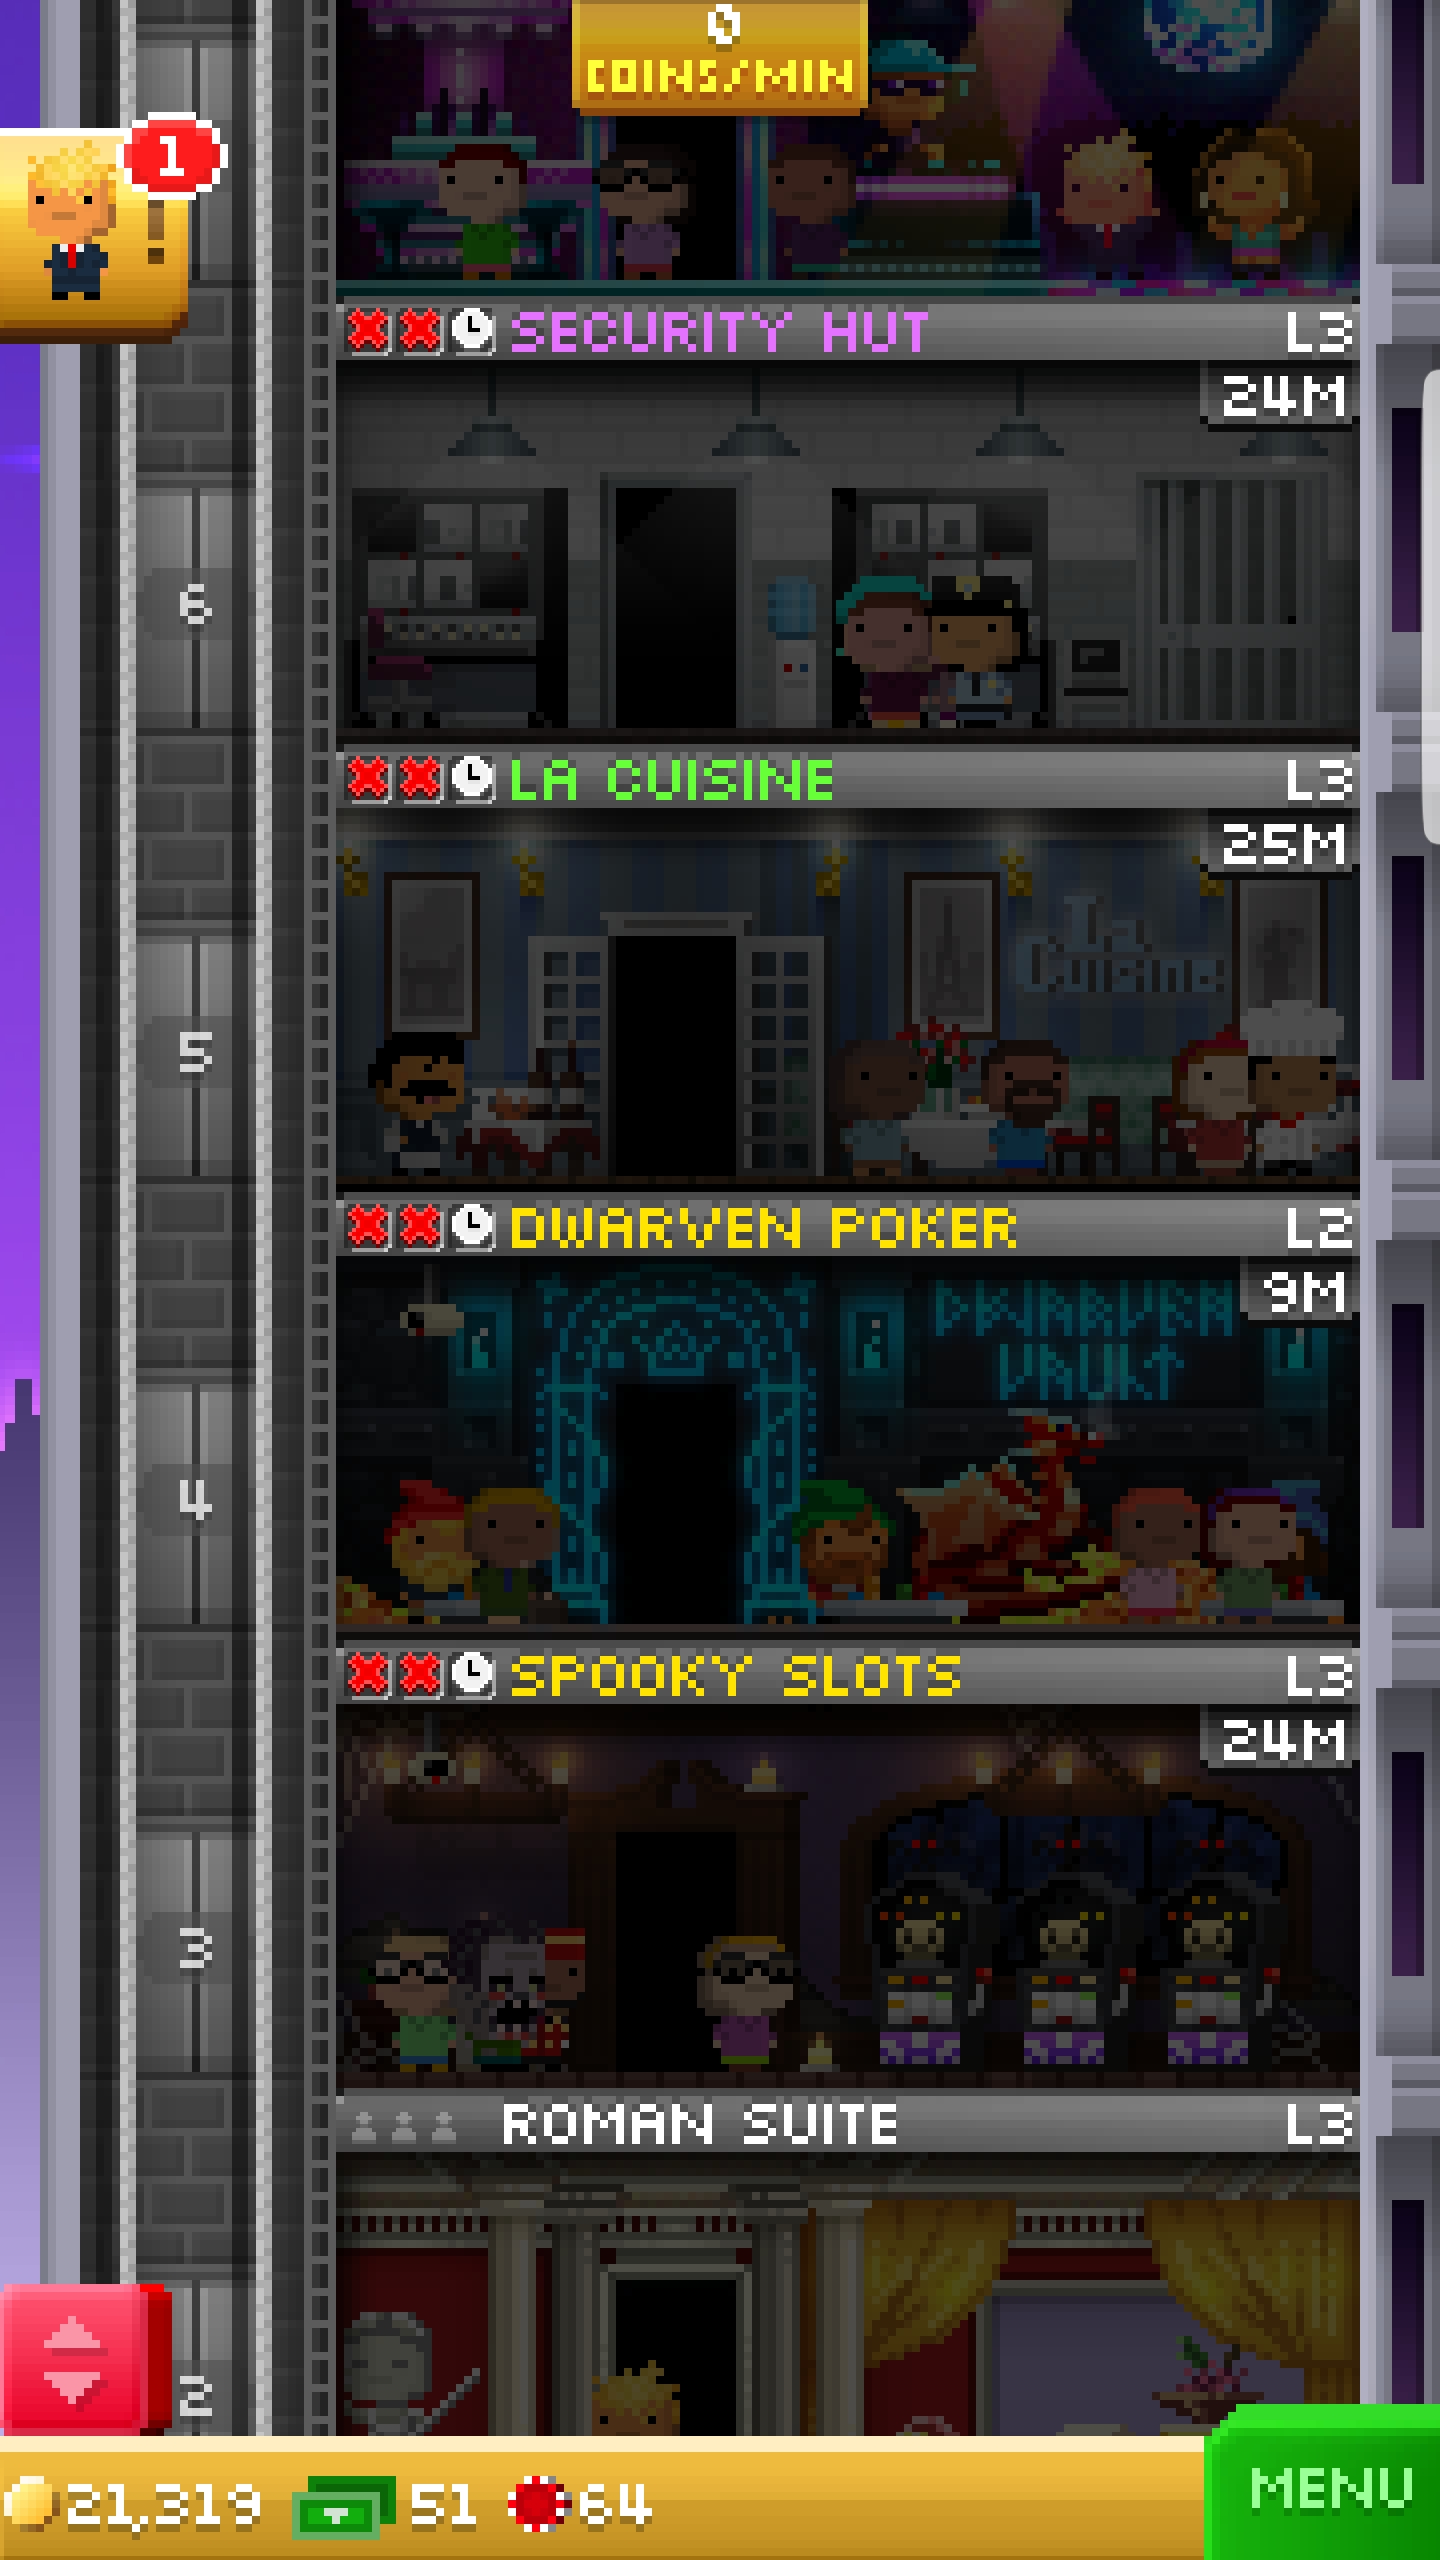 0
COINS/MIN
1
!
SECURITY HUT L3
24M
6
LA CUISINE L3
25M
La Cuisine
5
DWARVEN POKER L2
9M
DWARVEN
VAULT
4
SPOOKY SLOTS L3
24M
3
ROMAN SUITE L3
2
21,319 51 64
MENU